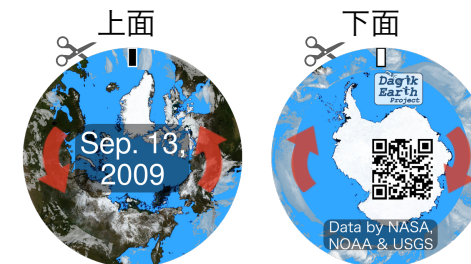 上面
下面
Sep. 13,
2009
Dagik
Earth
Project
Data by NASA,
NOAA & USGS